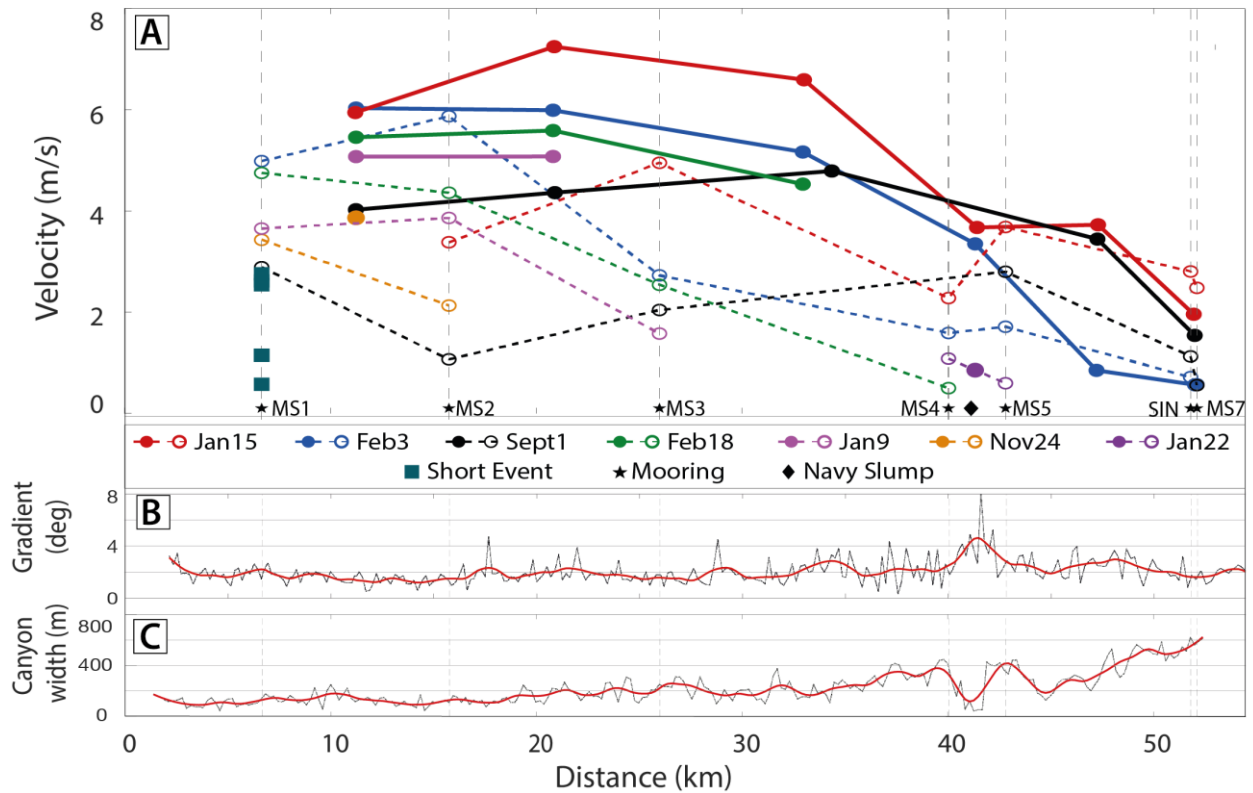 A
8
6
4
2
0
Velocity (m/s)
MS1
MS2
MS3
MS4
MS5
SIN
MS7
Jan15
Feb3
Sept1
Feb18
Jan9
Nov24
Jan22
Short Event
Mooring
Navy Slump
B
Gradient
(deg)
8
4
0
C
Canyon
width (m)
800
400
0
0
10
20
30
40
50
Distance (km)